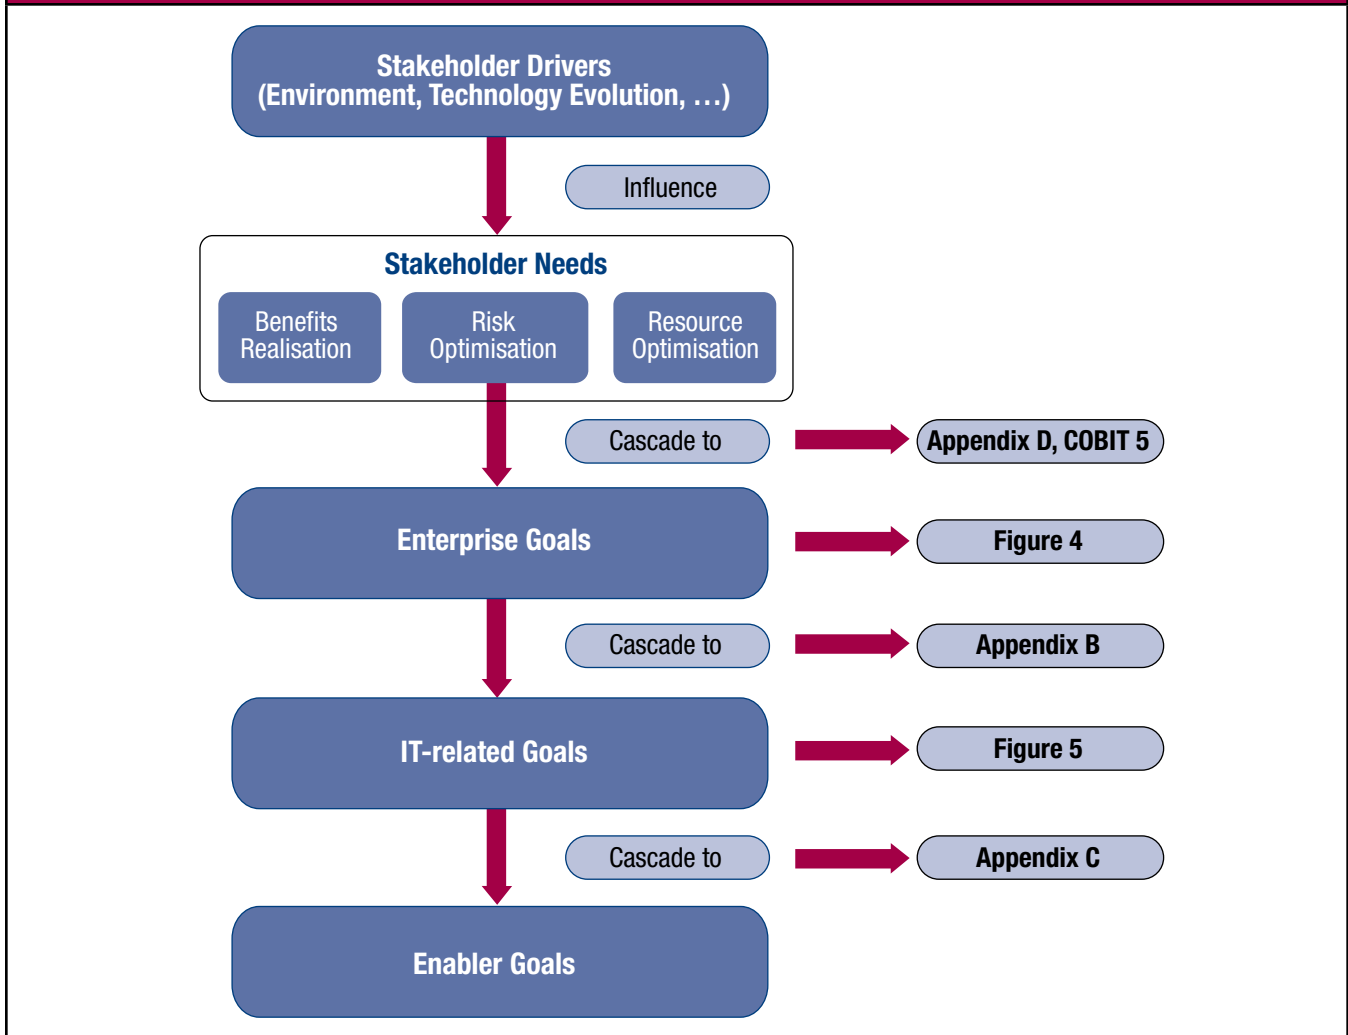 Stakeholder Drivers
(Environment, Technology Evolution, …)
Influence
Stakeholder Needs
Benefits
Realisation
Risk
Optimisation
Resource
Optimisation
Cascade to
Appendix D, COBIT 5
Enterprise Goals
Figure 4
Cascade to
Appendix B
IT-related Goals
Figure 5
Cascade to
Appendix C
Enabler Goals